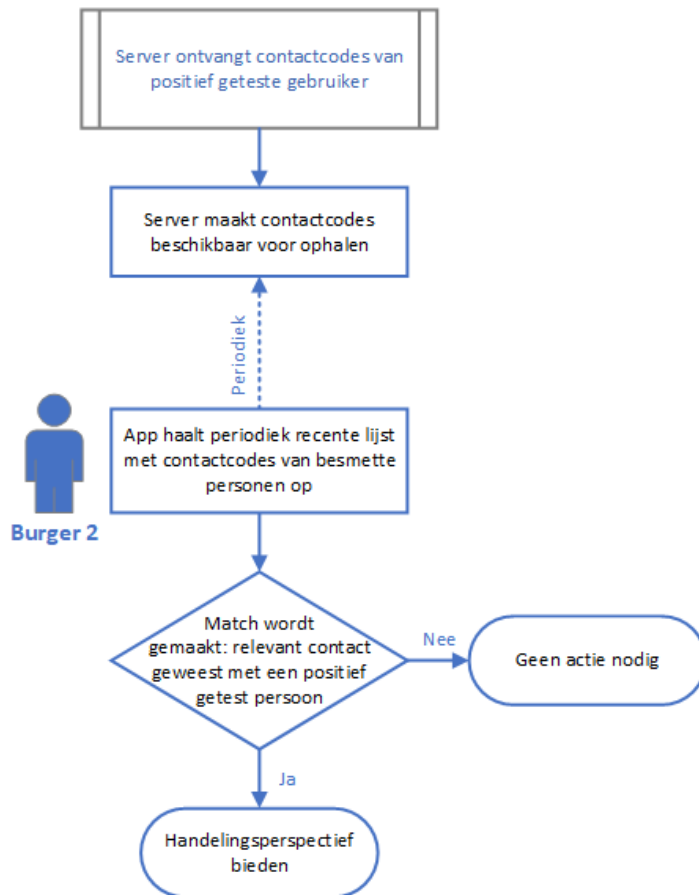 Server ontvangt contactcodes van
positief geteste gebruiker
Server maakt contactcodes
beschikbaar voor ophalen
Periodiek
App haalt periodiek recente lijst
met contactcodes van besmette
personen op
Burger 2
Match wordt
gemaakt: relevant contact
geweest met een positief
getest persoon
Nee
Geen actie nodig
Ja
Handelingsperspectief
bieden